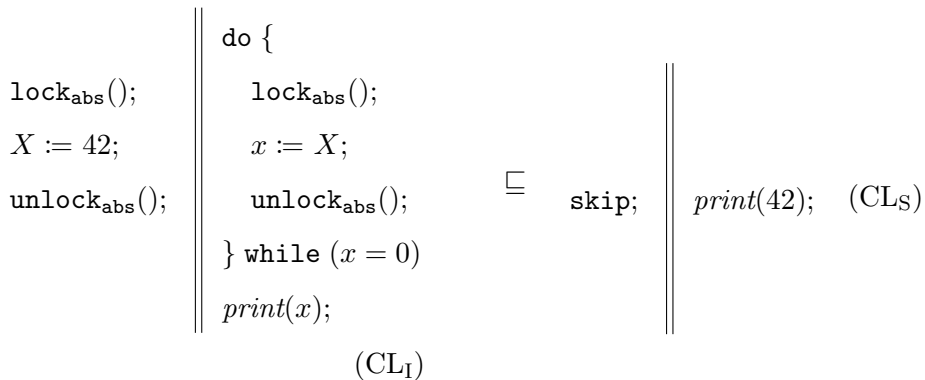 do {
lock_abs(); lock_abs();
X := 42; x := X;
unlock_abs(); unlock_abs(); ⊑ skip; print(42); (CL_S)
} while (x = 0)
print(x);
(CL_I)